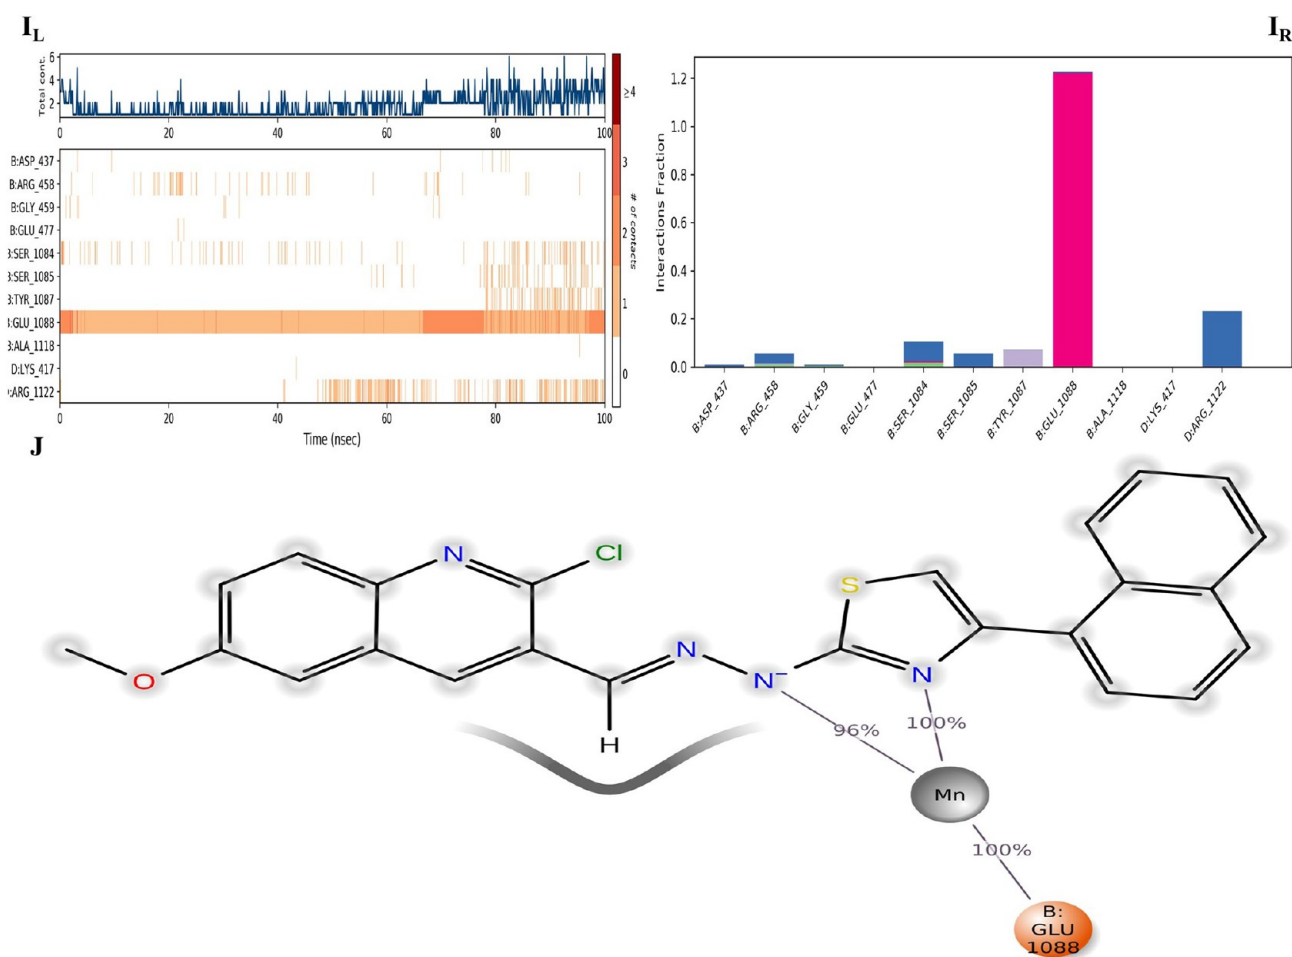 I_L
I_R
Total cont.
6
4
2
0 20 40 60 80 100
≥4
3
2
1
0
# of contacts
B:ASP_437
B:ARG_458
B:GLY_459
B:GLU_477
B:SER_1084
B:SER_1085
B:TYR_1087
B:GLU_1088
B:ALA_1118
D:LYS_417
D:ARG_1122
0 20 40 60 80 100
Time (nsec)
Interactions Fraction
1.2
1.0
0.8
0.6
0.4
0.2
0.0
B:ASP_437
B:ARG_458
B:GLY_459
B:GLU_477
B:SER_1084
B:SER_1085
B:TYR_1087
B:GLU_1088
B:ALA_1118
D:LYS_417
D:ARG_1122
J
N
Cl
S
N
O
N⁻
N
H
96%
100%
Mn
100%
B:
GLU
1088